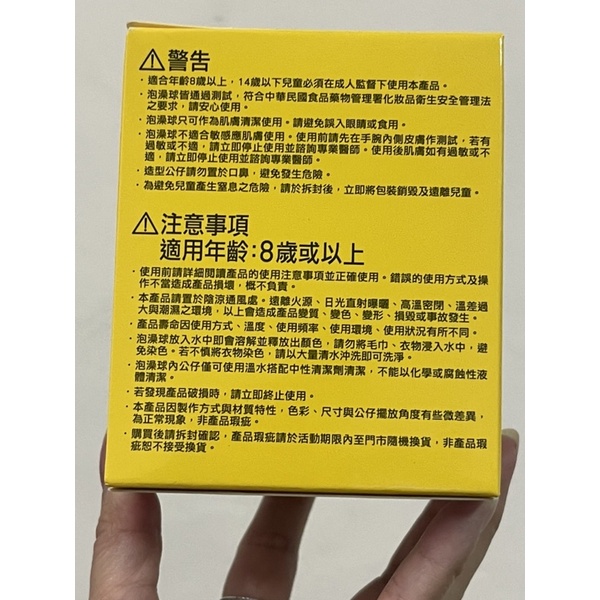 ⚠警告
・適合年齡8歲以上，14歲以下兒童必須在成人監督下使用本產品。
・泡澡球皆通過測試，符合中華民國食品藥物管理署化妝品衛生安全管理法
之要求，請安心使用。
・泡澡球只可作為肌膚清潔使用。請避免誤入眼睛或食用。
・泡澡球不適合敏感應肌膚使用。使用前請先在手腕內側皮膚作測試，若有
過敏或不適，請立即停止使用並諮詢專業醫師。使用後肌膚如有過敏或不
適，請立即停止使用並諮詢專業醫師。
・造型公仔請勿置於口鼻，避免發生危險。
・為避免兒童產生窒息之危險，請於拆封後，立即將包裝銷毀及遠離兒童。
⚠注意事項
適用年齡:8歲或以上
・使用前請詳細閱讀產品的使用注意事項並正確使用。錯誤的使用方式及操
作不當造成產品損壞，概不負責。
・本產品請置於陰涼通風處。遠離火源、日光直射曝曬、高溫密閉、溫差過
大與潮濕之環境，以上會造成產品變質、變色、變形、損毀或事故發生。
・產品壽命因使用方式、溫度、使用頻率、使用環境、使用狀況有所不同。
・泡澡球放入水中即會溶解並釋放出顏色，請勿將毛巾、衣物浸入水中，避
免染色。若不慎將衣物染色，請以大量清水沖洗即可洗淨。
・泡澡球內公仔僅可使用溫水搭配中性清潔劑清潔，不能以化學或腐蝕性液
體清潔。
・若發現產品破損時，請立即終止使用。
・本產品因製作方式與材質特性，色彩、尺寸與公仔擺放角度有些微差異，
為正常現象，非產品瑕疵。
・購買後請拆封確認，產品瑕疵請於活動期限內至門市隨機換貨，非產品瑕
疵恕不接受換貨。